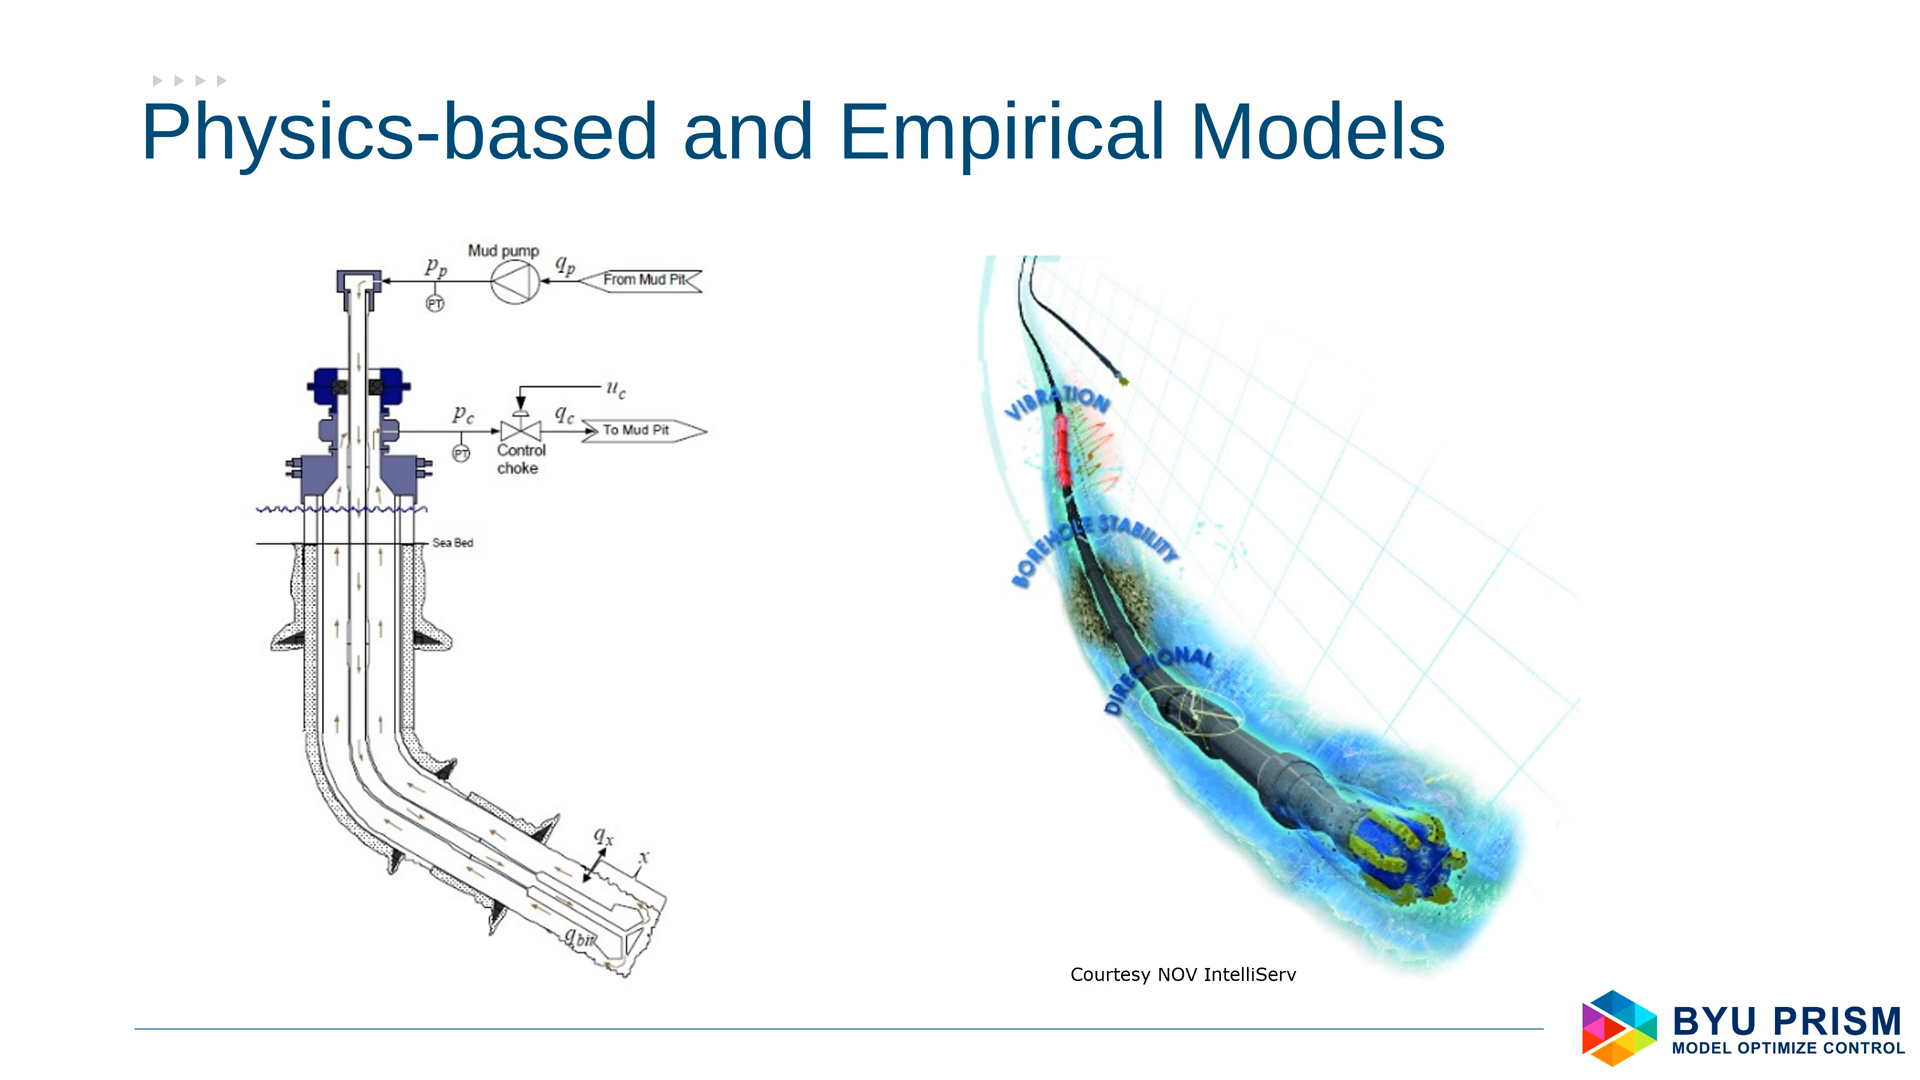 Physics-based and Empirical Models
Mud pump
p_p
q_p
From Mud Pit
PT
u_c
p_c
q_c
To Mud Pit
PT
Control
choke
Sea Bed
q_x
x
q_bit
VIBRATION
BOREHOLE STABILITY
DIRECTIONAL
Courtesy NOV IntelliServ
BYU PRISM
MODEL OPTIMIZE CONTROL